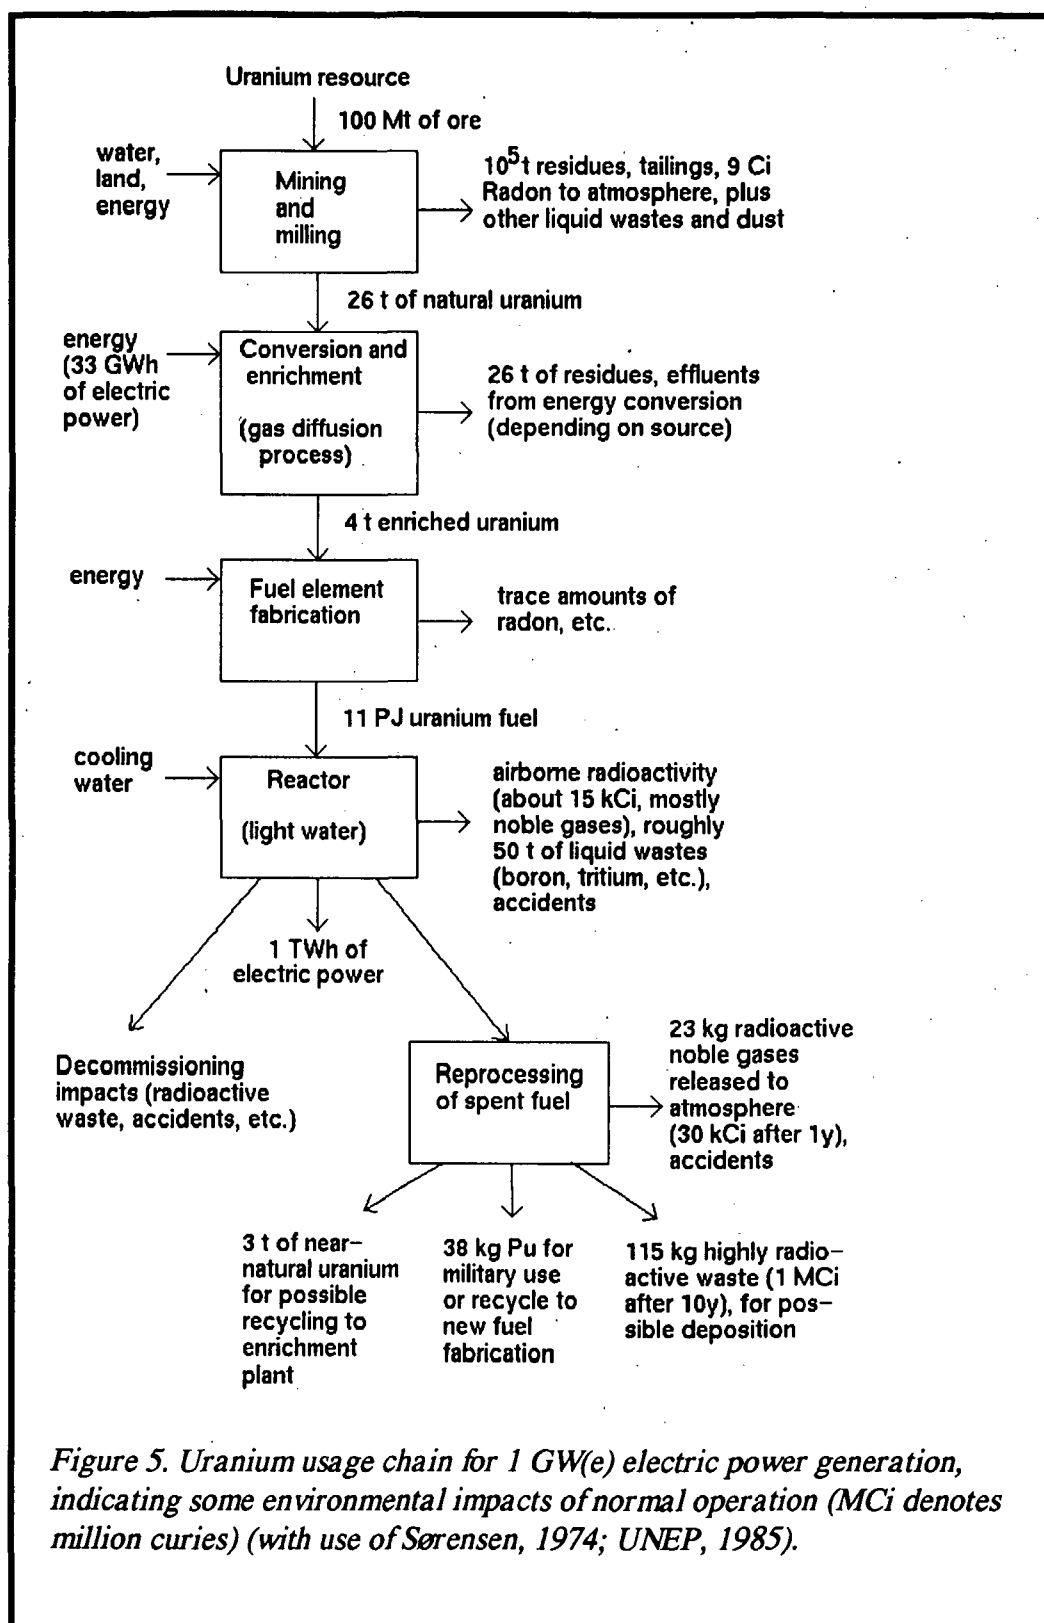 Uranium resource
100 Mt of ore
water,
land,
energy
Mining
and
milling
10⁵t residues, tailings, 9 Ci
Radon to atmosphere, plus
other liquid wastes and dust
26 t of natural uranium
energy
(33 GWh
of electric
power)
Conversion and
enrichment
(gas diffusion
process)
26 t of residues, effluents
from energy conversion
(depending on source)
4 t enriched uranium
energy
Fuel element
fabrication
trace amounts of
radon, etc.
11 PJ uranium fuel
cooling
water
Reactor
(light water)
airborne radioactivity
(about 15 kCi, mostly
noble gases), roughly
50 t of liquid wastes
(boron, tritium, etc.),
accidents
1 TWh of
electric power
Decommissioning
impacts (radioactive
waste, accidents, etc.)
Reprocessing
of spent fuel
23 kg radioactive
noble gases
released to
atmosphere
(30 kCi after 1y),
accidents
3 t of near-
natural uranium
for possible
recycling to
enrichment
plant
38 kg Pu for
military use
or recycle to
new fuel
fabrication
115 kg highly radio-
active waste (1 MCi
after 10y), for pos-
sible deposition
Figure 5. Uranium usage chain for 1 GW(e) electric power generation,
indicating some environmental impacts of normal operation (MCi denotes
million curies) (with use of Sørensen, 1974; UNEP, 1985).